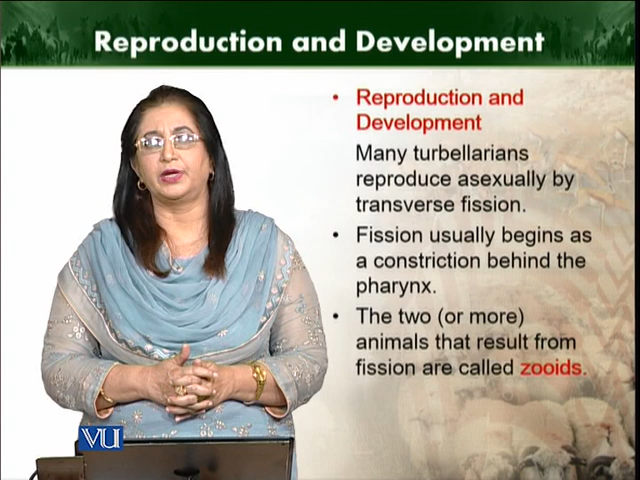 Reproduction and Development
• Reproduction and
Development
Many turbellarians
reproduce asexually by
transverse fission.
• Fission usually begins as
a constriction behind the
pharynx.
• The two (or more)
animals that result from
fission are called zooids.
VU